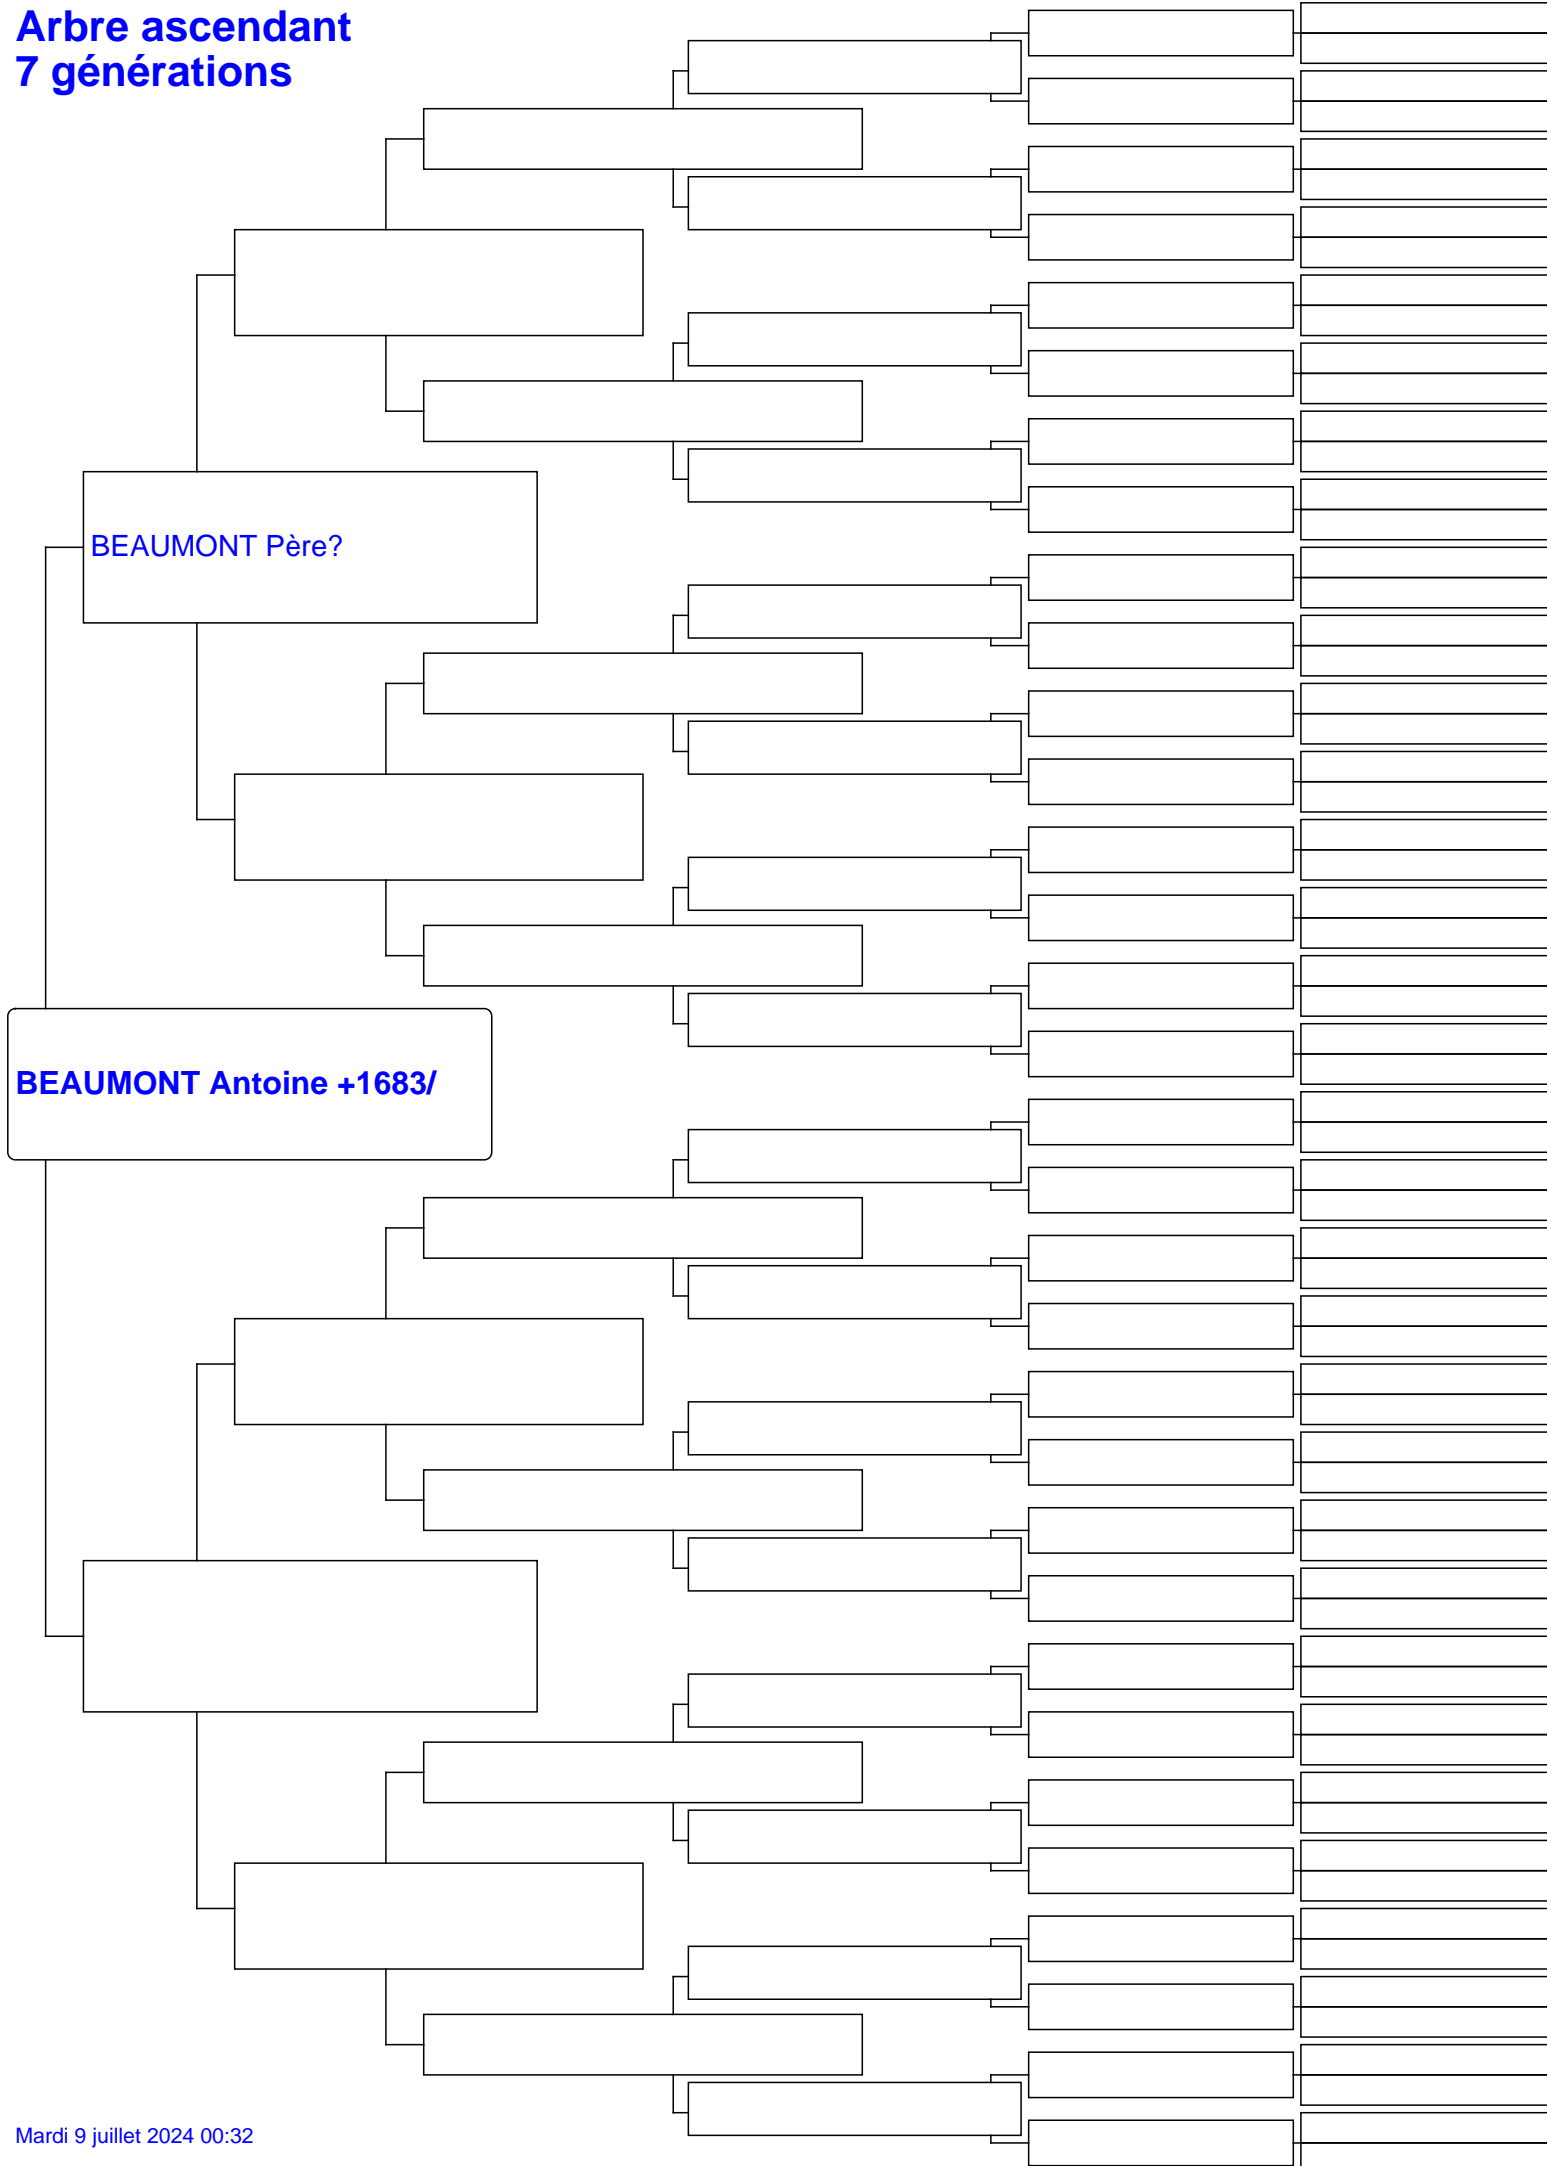 Arbre ascendant
7 générations
BEAUMONT Père?
BEAUMONT Antoine +1683/
Mardi 9 juillet 2024 00:32